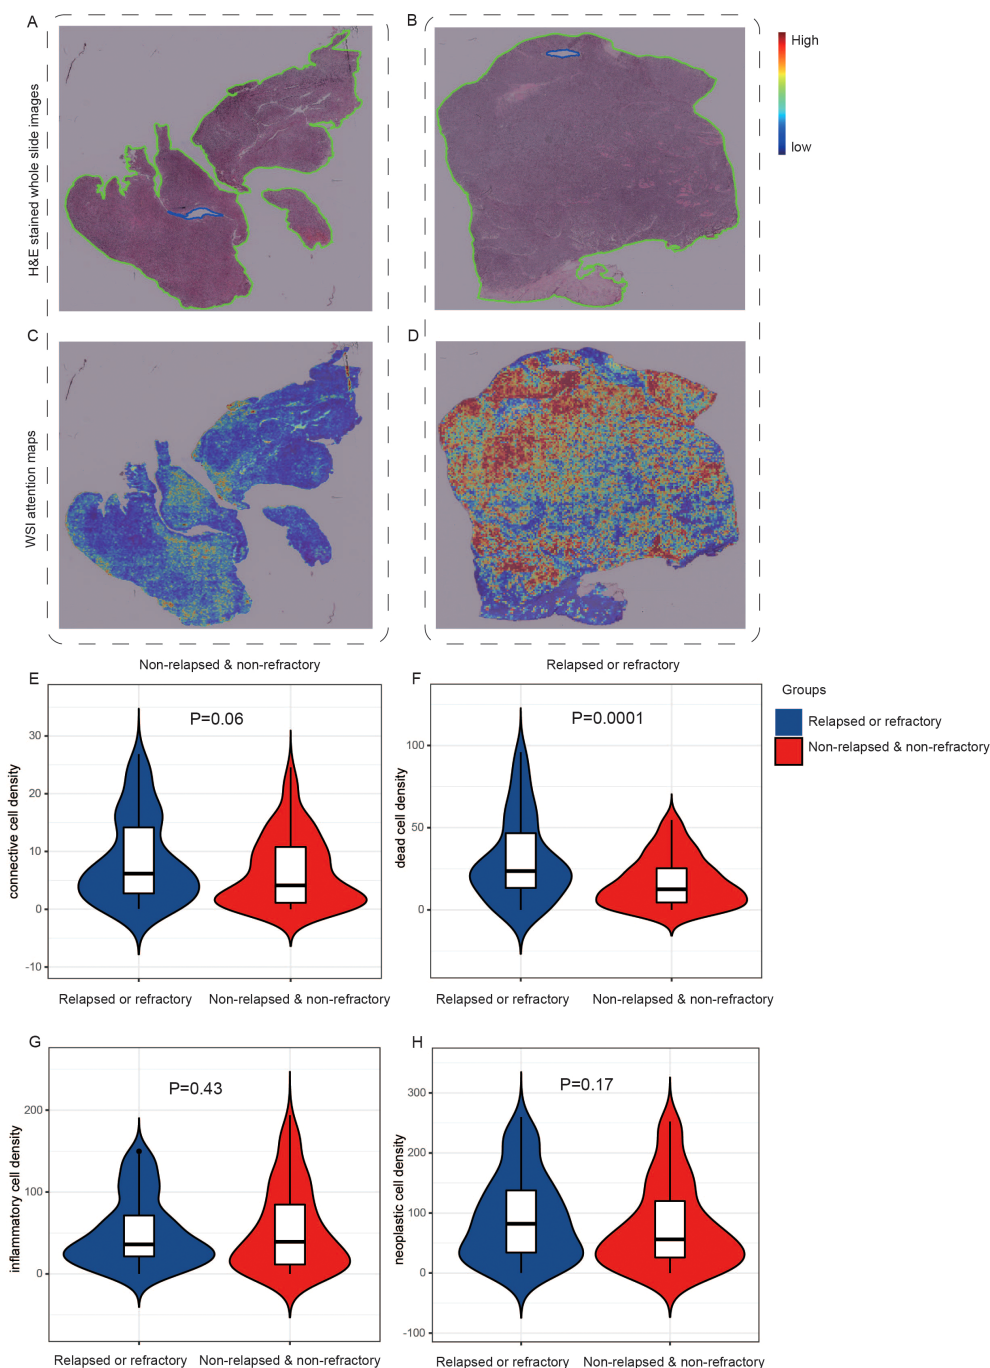 A
B
High
low
H&E stained whole slide images
C
D
WSI attention maps
Non-relapsed & non-refractory
Relapsed or refractory
E
P=0.06
connective cell density
30
20
10
0
-10
Relapsed or refractory
Non-relapsed & non-refractory
F
P=0.0001
dead cell density
100
50
0
Relapsed or refractory
Non-relapsed & non-refractory
Groups
Relapsed or refractory
Non-relapsed & non-refractory
G
P=0.43
inflammatory cell density
200
100
0
Relapsed or refractory
Non-relapsed & non-refractory
H
P=0.17
neoplastic cell density
300
200
100
0
-100
Relapsed or refractory
Non-relapsed & non-refractory